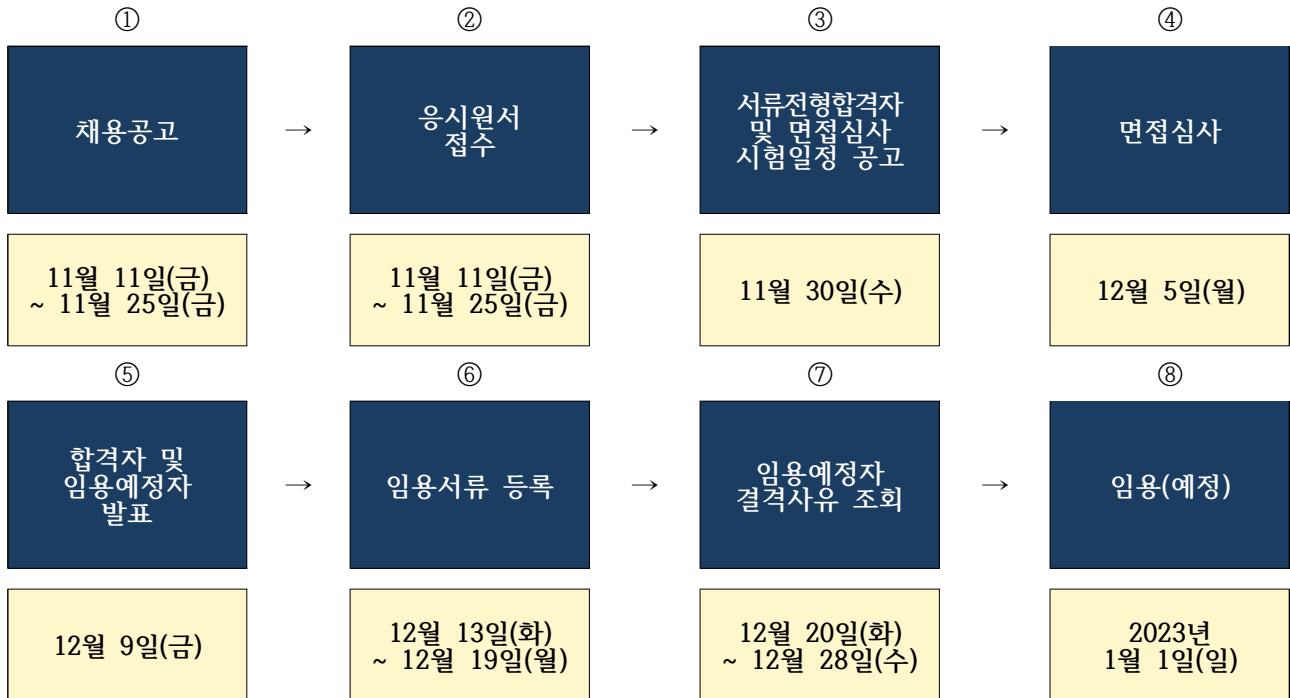 ①
채용공고
→
11월 11일(금)
~ 11월 25일(금)
②
응시원서
접수
→
11월 11일(금)
~ 11월 25일(금)
③
서류전형합격자
및 면접심사
시험일정 공고
→
11월 30일(수)
④
면접심사
12월 5일(월)
⑤
합격자 및
임용예정자
발표
→
12월 9일(금)
⑥
임용서류 등록
→
12월 13일(화)
~ 12월 19일(월)
⑦
임용예정자
결격사유 조회
→
12월 20일(화)
~ 12월 28일(수)
⑧
임용(예정)
2023년
1월 1일(일)